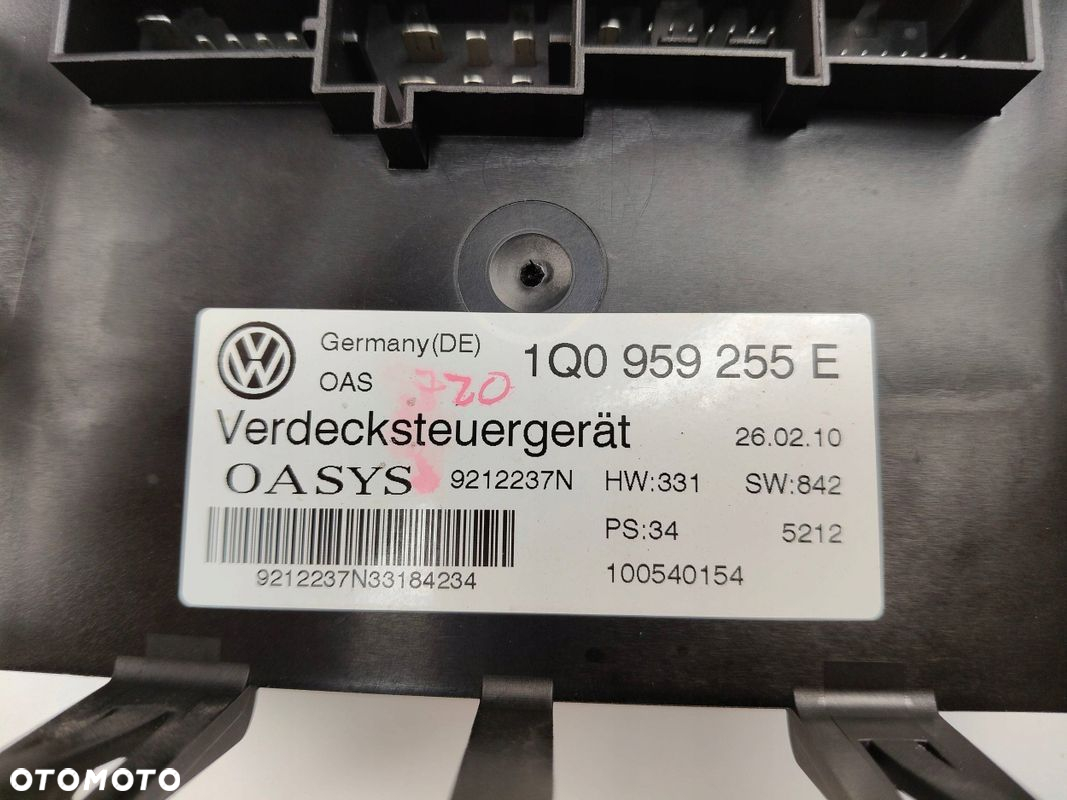 Germany(DE)
1Q0 959 255 E
OAS
720
Verdecksteuergerät
26.02.10
OASYS
9212237N
HW:331
SW:842
PS:34
5212
9212237N33184234
100540154
OTOMOTO